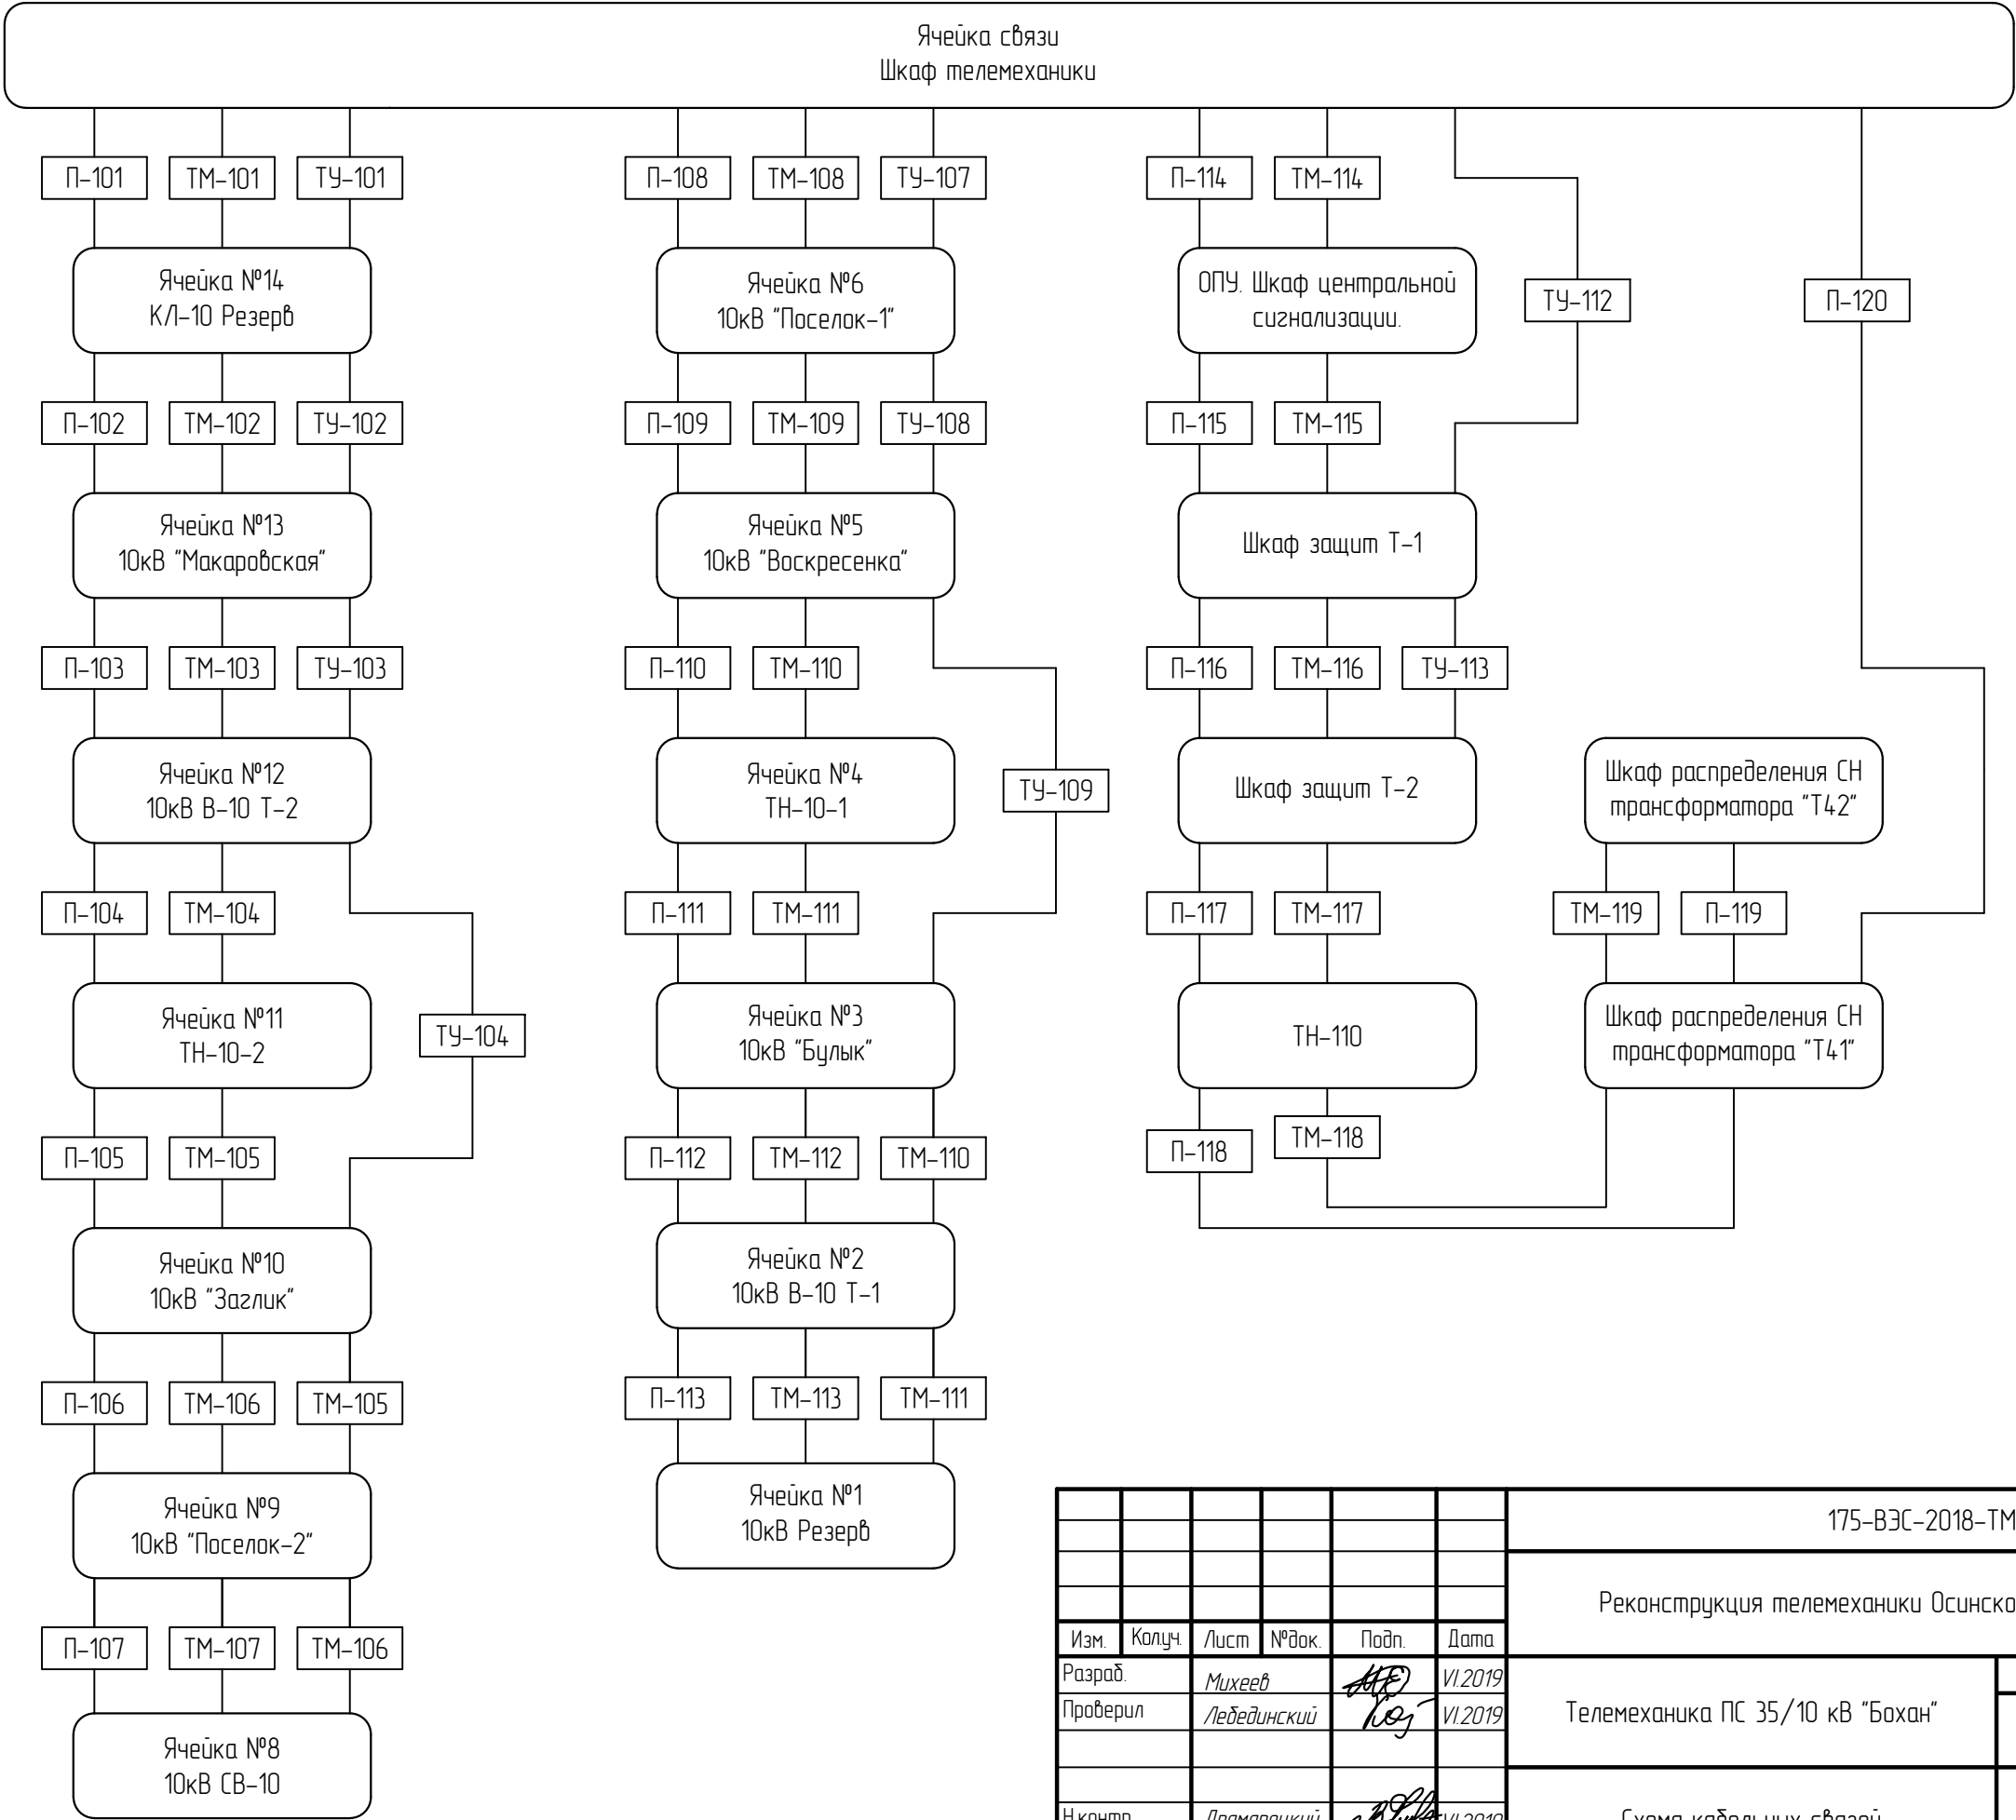 Ячейка связи
Шкаф телемеханики
П-101 ТМ-101 ТУ-101
Ячейка №14
КЛ-10 Резерв
П-102 ТМ-102 ТУ-102
Ячейка №13
10кВ "Макаровская"
П-103 ТМ-103 ТУ-103
Ячейка №12
10кВ В-10 Т-2
П-104 ТМ-104
Ячейка №11
ТН-10-2
ТУ-104
П-105 ТМ-105
Ячейка №10
10кВ "Заглик"
П-106 ТМ-106 ТМ-105
Ячейка №9
10кВ "Поселок-2"
П-107 ТМ-107 ТМ-106
Ячейка №8
10кВ СВ-10
П-108 ТМ-108 ТУ-107
Ячейка №6
10кВ "Поселок-1"
П-109 ТМ-109 ТУ-108
Ячейка №5
10кВ "Воскресенка"
П-110 ТМ-110
Ячейка №4
ТН-10-1
ТУ-109
П-111 ТМ-111
Ячейка №3
10кВ "Булык"
П-112 ТМ-112 ТМ-110
Ячейка №2
10кВ В-10 Т-1
П-113 ТМ-113 ТМ-111
Ячейка №1
10кВ Резерв
П-114 ТМ-114
ОПУ. Шкаф центральной
сигнализации.
ТУ-112
П-120
П-115 ТМ-115
Шкаф защит Т-1
П-116 ТМ-116 ТУ-113
Шкаф защит Т-2
Шкаф распределения СН
трансформатора "Т42"
П-117 ТМ-117
ТМ-119 П-119
ТН-110
Шкаф распределения СН
трансформатора "Т41"
П-118 ТМ-118
175-ВЭС-2018-ТМ
Реконструкция телемеханики Осинско
Изм. Кол.уч. Лист №док. Подп. Дата
Разраб. Михеев VI.2019
Проверил Лебединский VI.2019
Телемеханика ПС 35/10 кВ "Бохан"
Н.контр. VI.2019
Схема кабельных связей